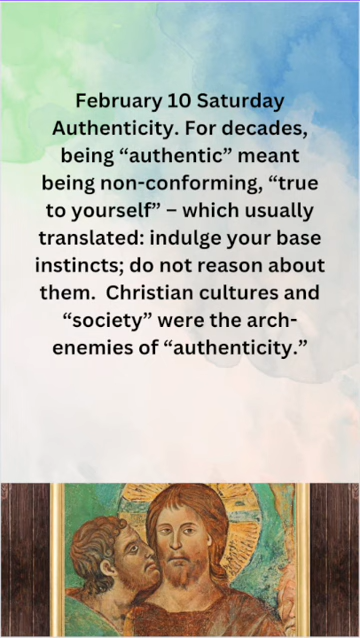 February 10 Saturday
Authenticity. For decades,
being “authentic” meant
being non-conforming, “true
to yourself” – which usually
translated: indulge your base
instincts; do not reason about
them.  Christian cultures and
“society” were the arch-
enemies of “authenticity.”